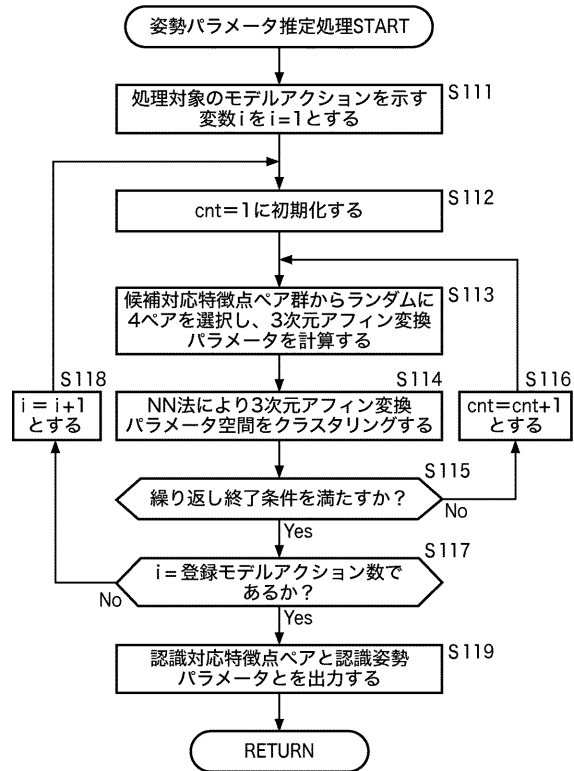 姿勢パラメータ推定処理START
S111
処理対象のモデルアクションを示す
変数iをi=1とする
S112
cnt=1に初期化する
S113
候補対応特徴点ペア群からランダムに
4ペアを選択し、3次元アフィン変換
パラメータを計算する
S114
NN法により3次元アフィン変換
パラメータ空間をクラスタリングする
S115
繰り返し終了条件を満たすか？
No
Yes
S116
cnt=cnt+1
とする
S117
i=登録モデルアクション数で
あるか？
No
Yes
S118
i=i+1
とする
S119
認識対応特徴点ペアと認識姿勢
パラメータとを出力する
RETURN